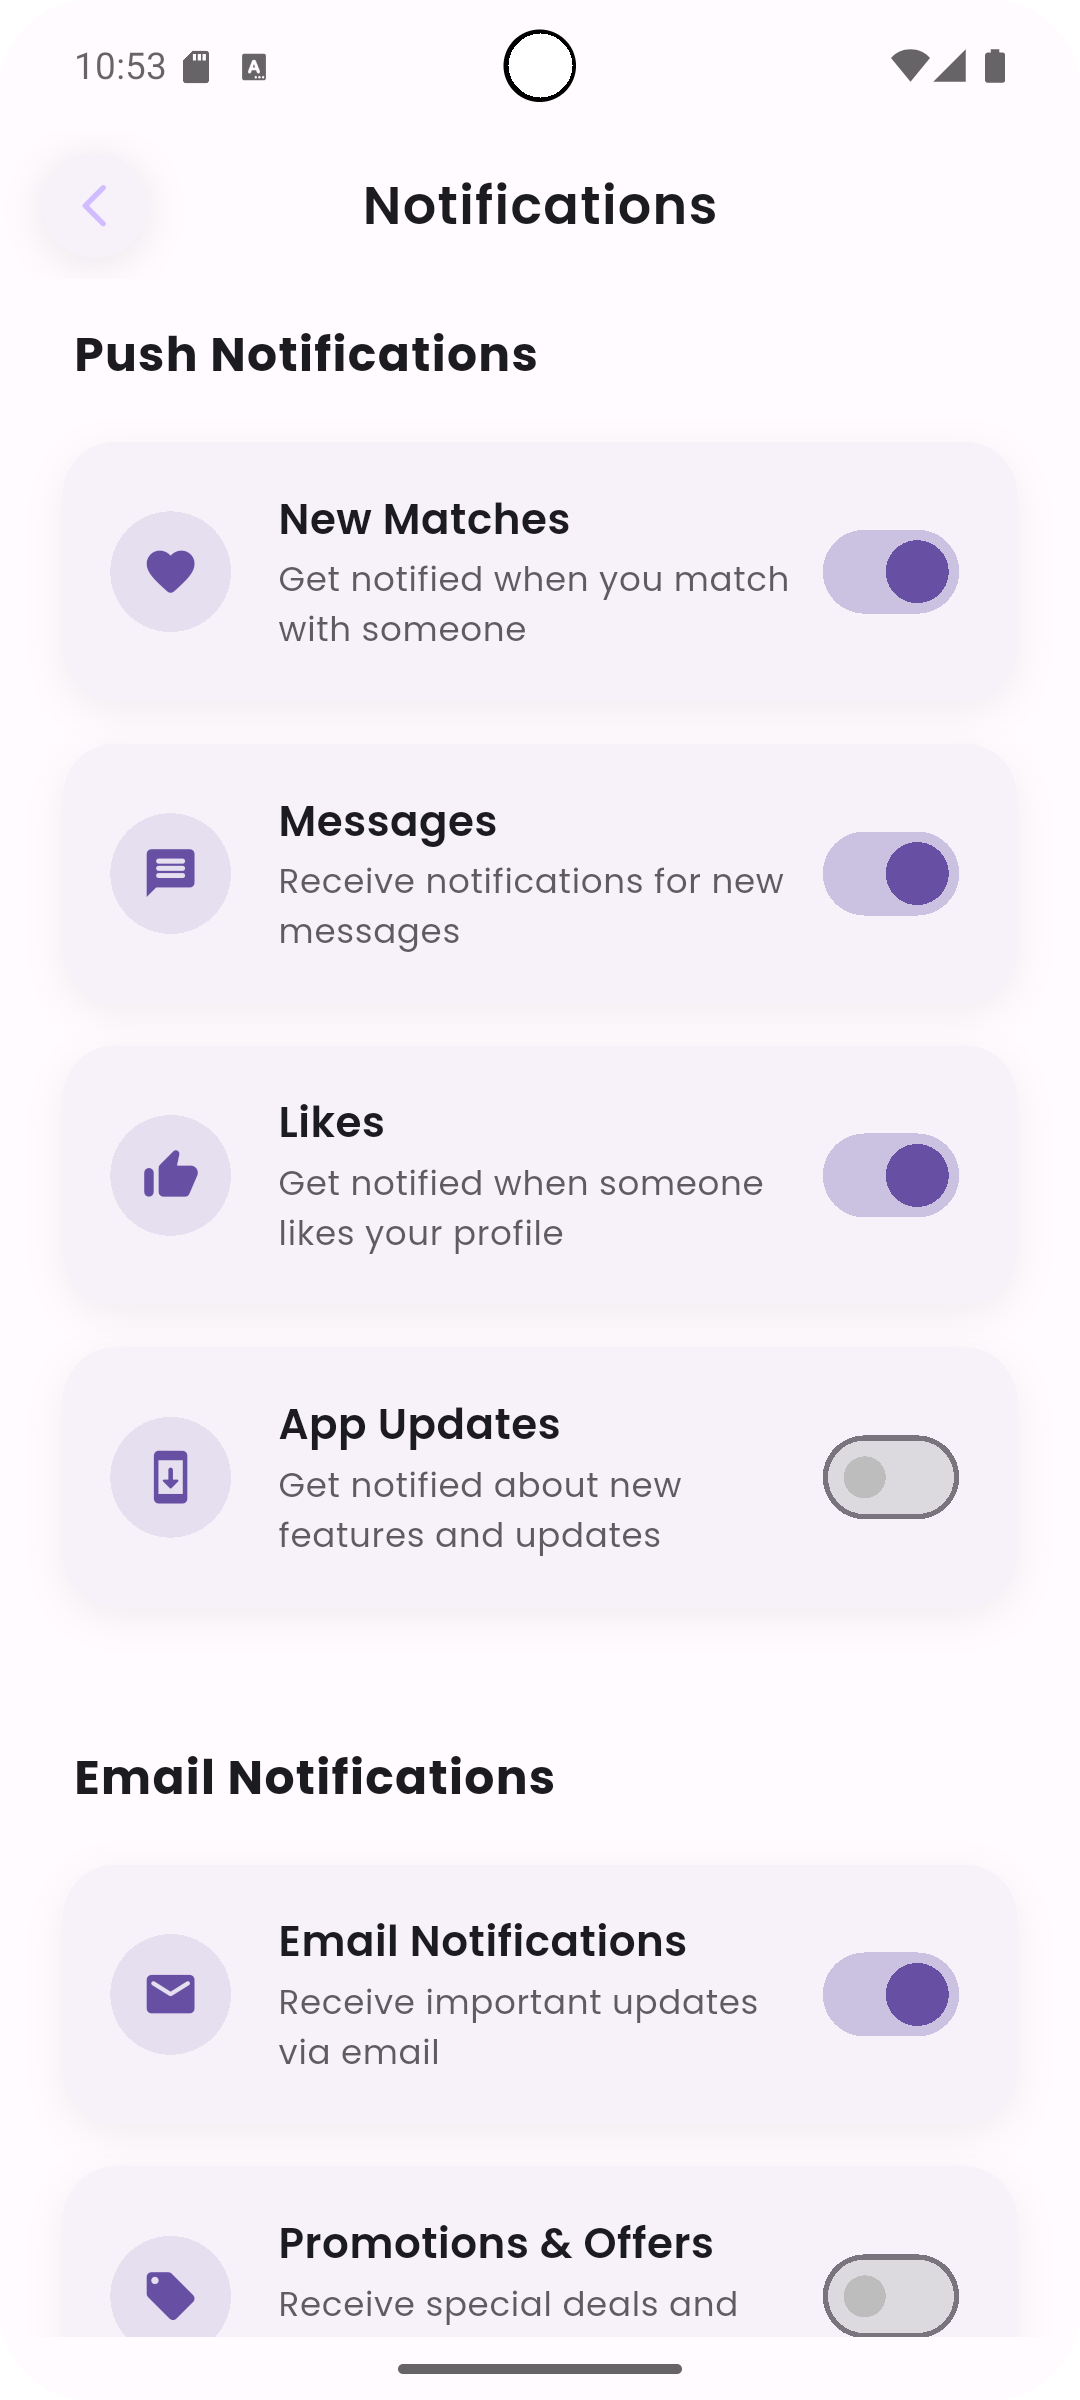 10:53
Notifications
Push Notifications
New Matches
Get notified when you match
with someone
Messages
Receive notifications for new
messages
Likes
Get notified when someone
likes your profile
App Updates
Get notified about new
features and updates
Email Notifications
Email Notifications
Receive important updates
via email
Promotions & Offers
Receive special deals and